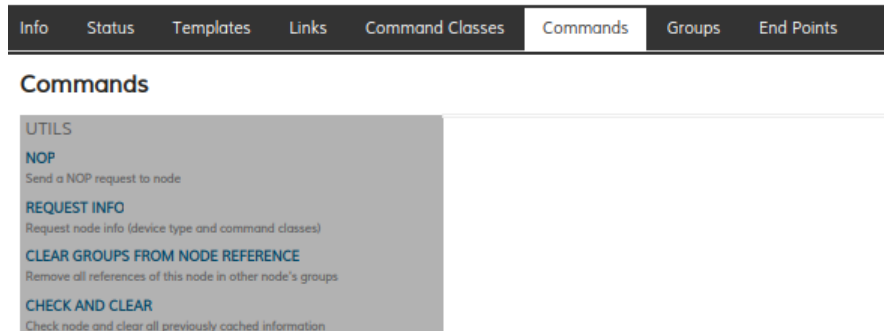 Info Status Templates Links Command Classes Commands Groups End Points
Commands
UTILS
NOP
Send a NOP request to node
REQUEST INFO
Request node info (device type and command classes)
CLEAR GROUPS FROM NODE REFERENCE
Remove all references of this node in other node's groups
CHECK AND CLEAR
Check node and clear all previously cached information